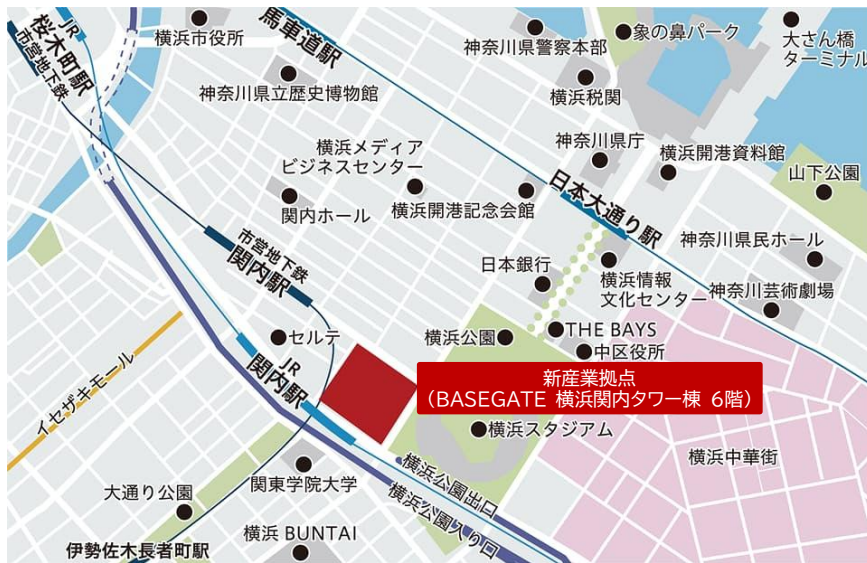 JR
桜木町駅
市営地下鉄
横浜市役所
馬車道駅
神奈川県警察本部
象の鼻パーク
大さん橋
ターミナル
神奈川県立歴史博物館
横浜税関
横浜メディア
ビジネスセンター
神奈川県庁
横浜開港資料館
山下公園
関内ホール
横浜開港記念会館
日本大通り駅
市営地下鉄
関内駅
日本銀行
横浜情報
文化センター
神奈川県民ホール
神奈川芸術劇場
セルテ
横浜公園
THE BAYS
中区役所
JR
関内駅
新産業拠点
（BASEGATE 横浜関内タワー棟 6階）
イセザキモール
横浜スタジアム
横浜中華街
関東学院大学
横浜公園出口
横浜公園入り口
大通り公園
横浜 BUNTAI
伊勢佐木長者町駅